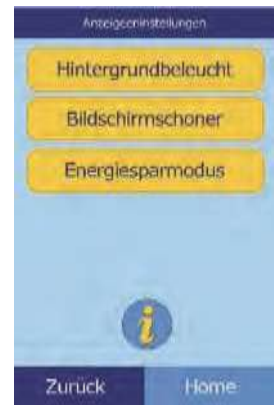 Anzeigeeinstellungen
Hintergrundbeleucht
Bildschirmschoner
Energiesparmodus
i
Zurück Home